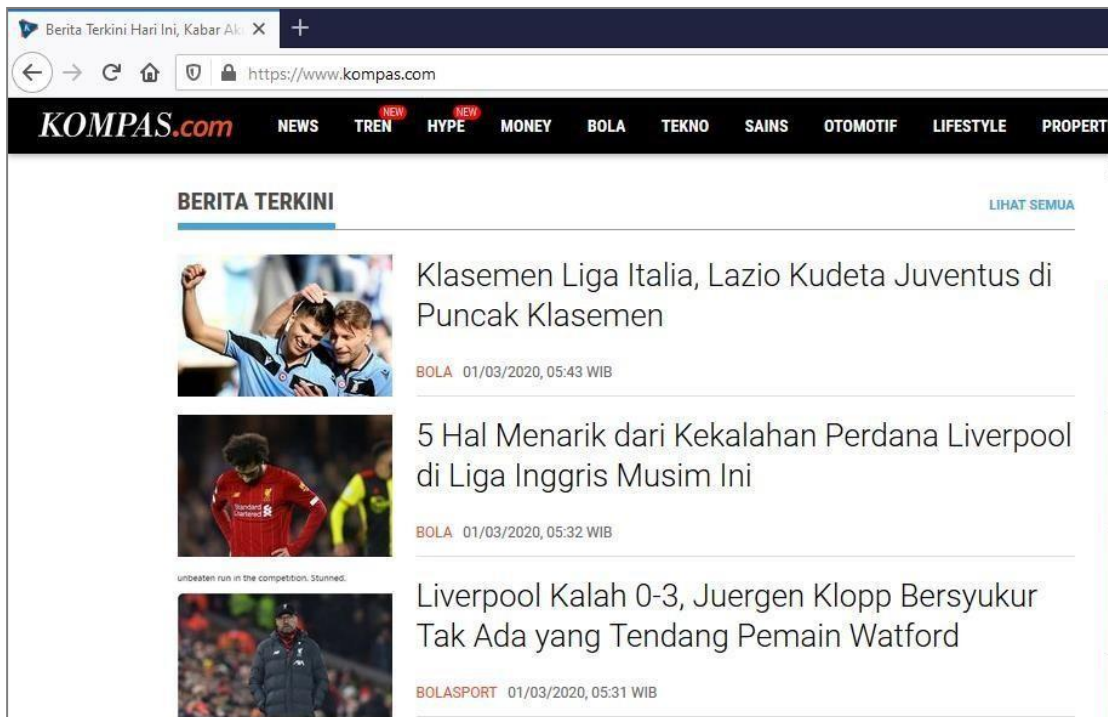 Berita Terkini Hari Ini, Kabar Ak
https://www.kompas.com
KOMPAS.com NEWS TREN NEW HYPE NEW MONEY BOLA TEKNO SAINS OTOMOTIF LIFESTYLE PROPERT
BERITA TERKINI LIHAT SEMUA
Klasemen Liga Italia, Lazio Kudeta Juventus di
Puncak Klasemen
BOLA 01/03/2020, 05:43 WIB
5 Hal Menarik dari Kekalahan Perdana Liverpool
di Liga Inggris Musim Ini
Standard
Chartered
BOLA 01/03/2020, 05:32 WIB
unbeaten run in the competition. Stunned.
Liverpool Kalah 0-3, Juergen Klopp Bersyukur
Tak Ada yang Tendang Pemain Watford
BOLASPORT 01/03/2020, 05:31 WIB